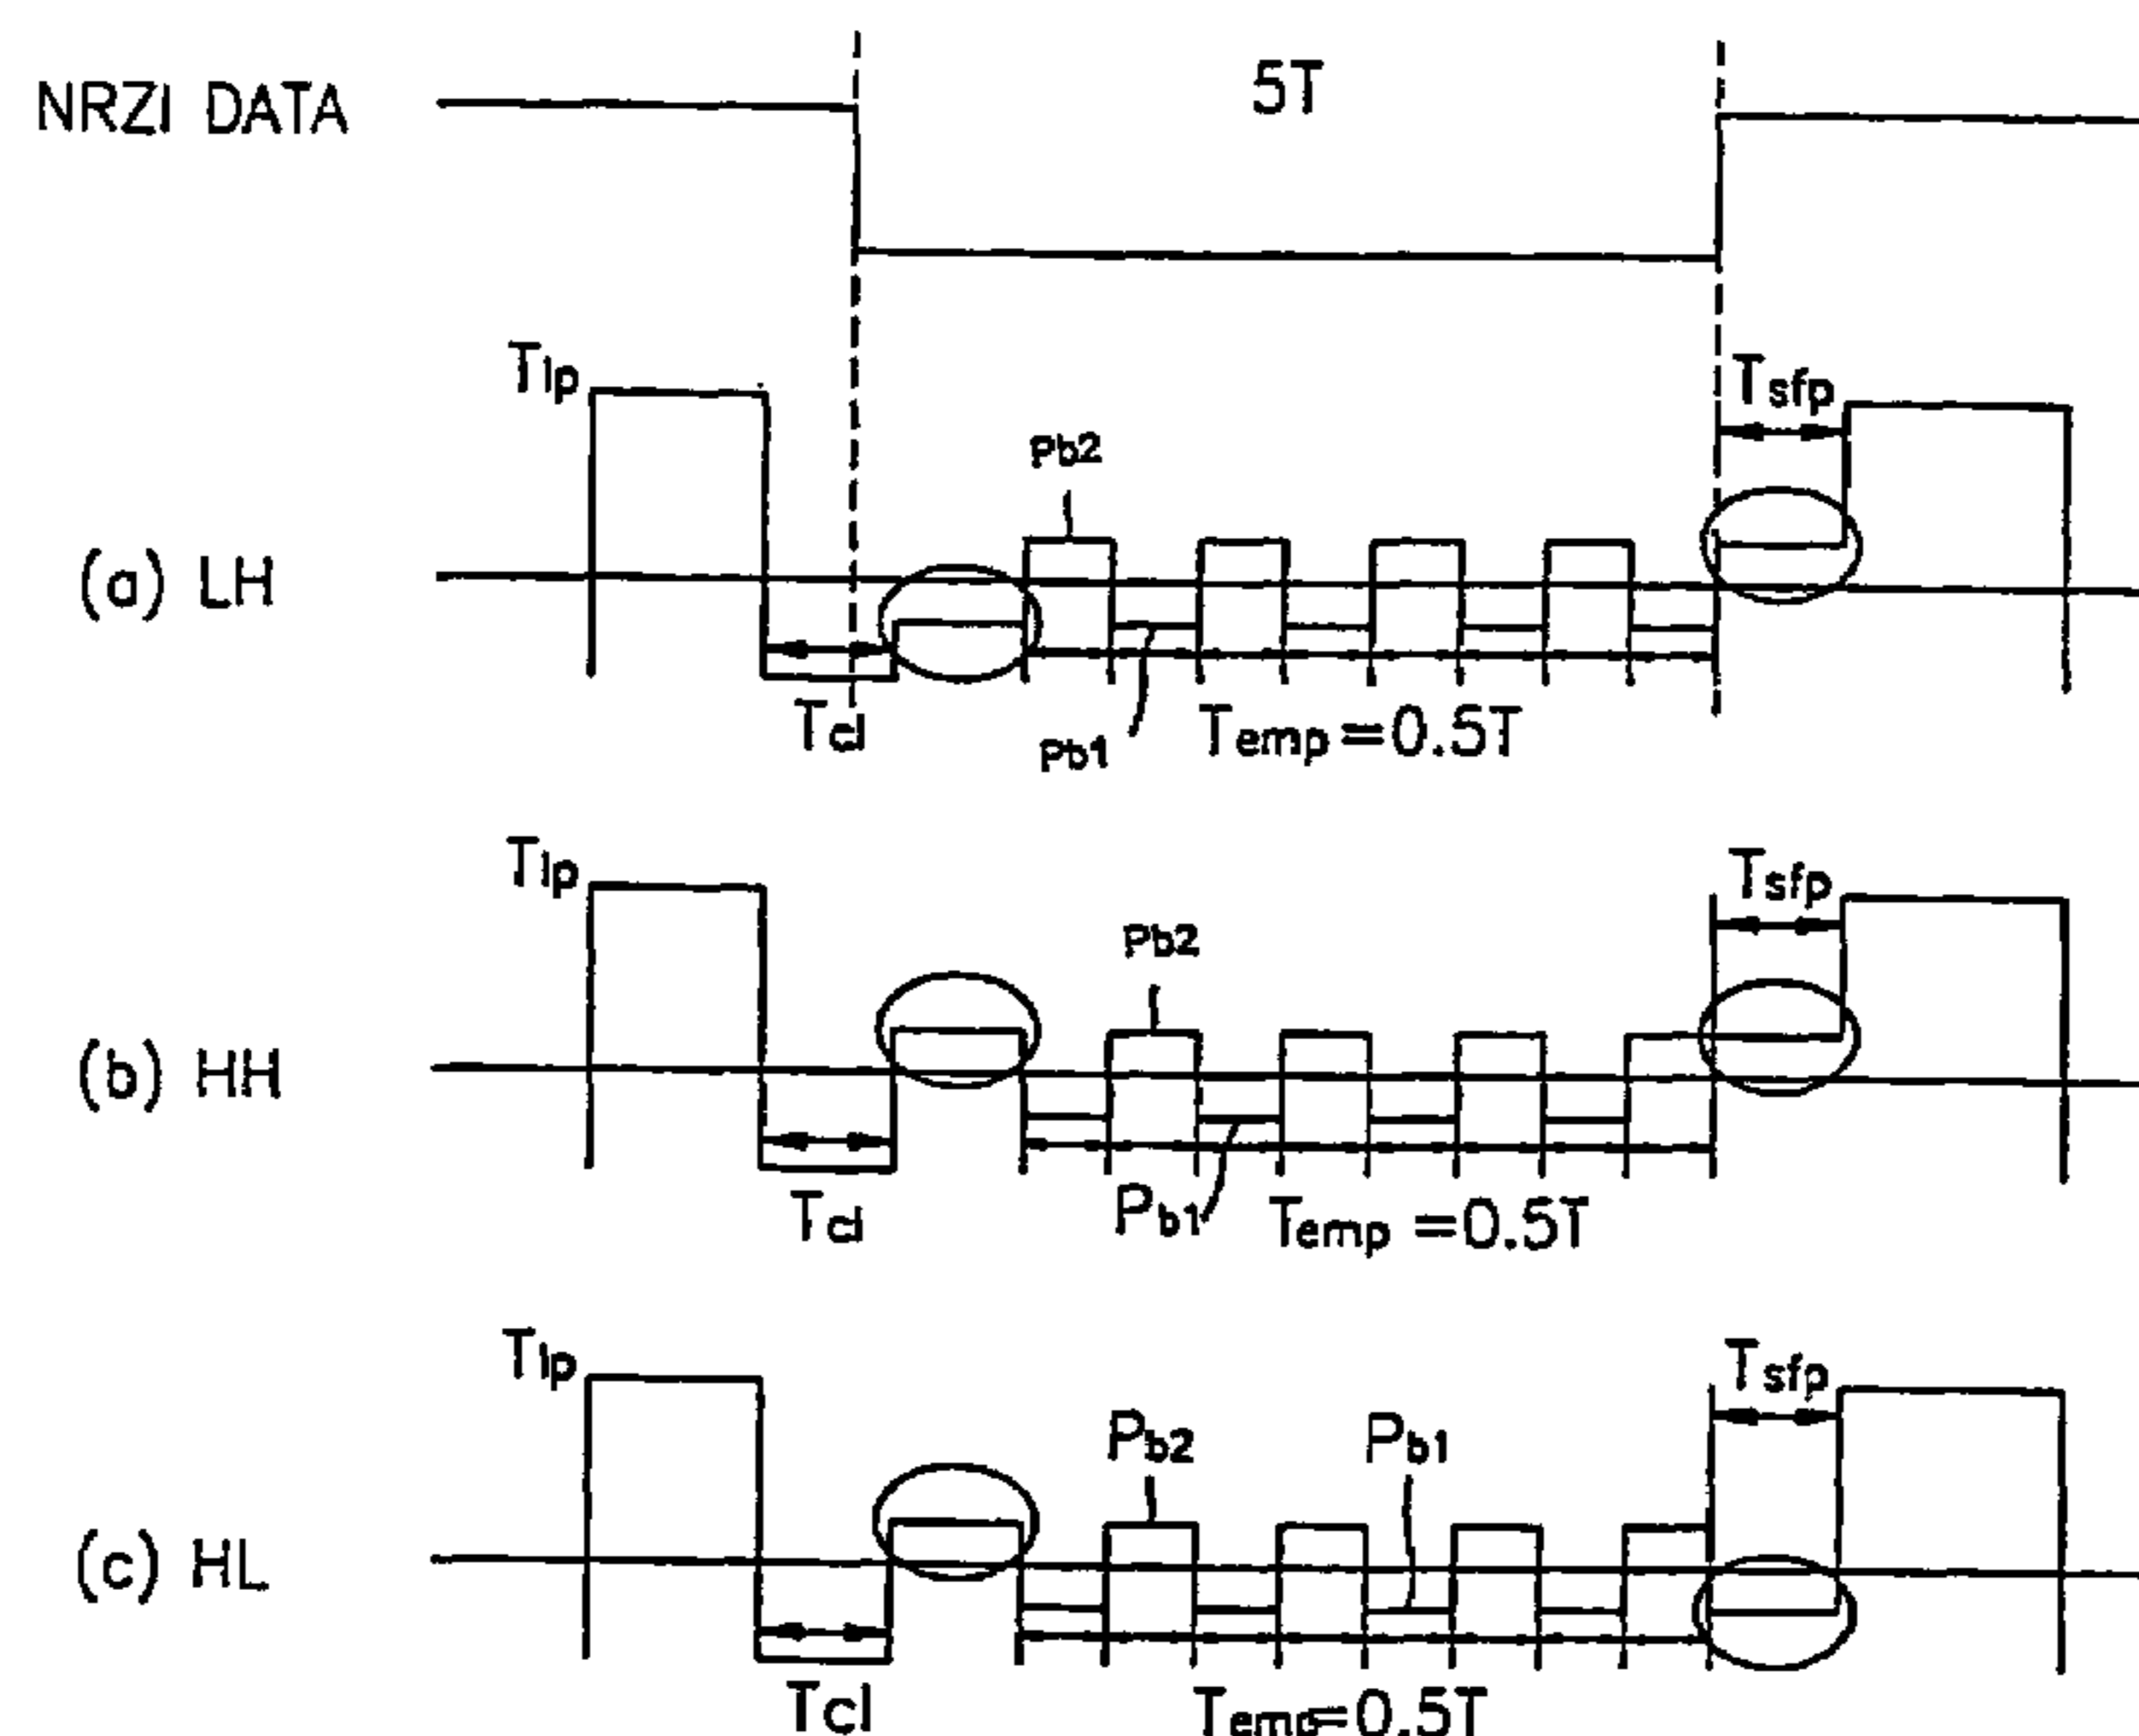 NRZI DATA
5T
Tlp
Tsfp
Pb2
(a) LH
Tcl
Pb1
Temp=0.5T
Tlp
Tsfp
Pb2
(b) HH
Tcl
Pb1
Temp=0.5T
Tlp
Tsfp
Pb2
Pb1
(c) HL
Tcl
Temp=0.5T